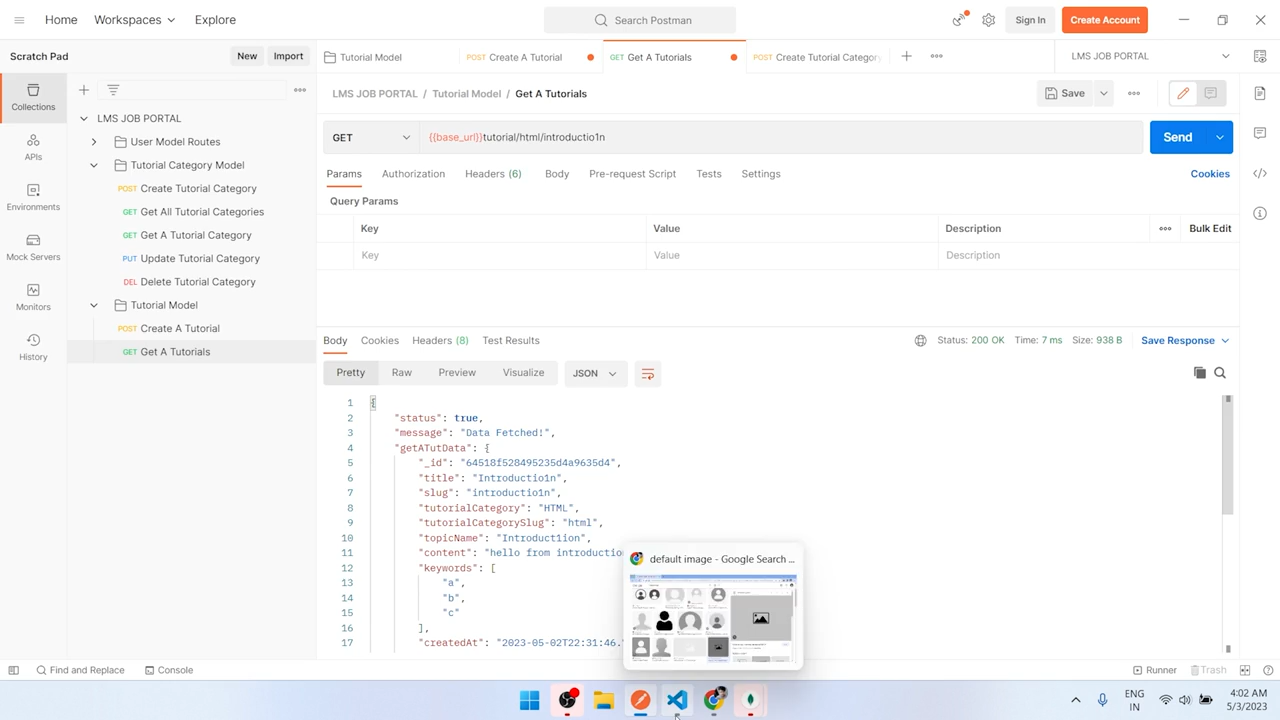 Home Workspaces Explore Search Postman Sign In Create Account
Scratch Pad New Import
Tutorial Model POST Create A Tutorial GET Get A Tutorials POST Create Tutorial Category LMS JOB PORTAL
Collections
APIs
Environments
Mock Servers
Monitors
History
LMS JOB PORTAL
User Model Routes
Tutorial Category Model
POST Create Tutorial Category
GET Get All Tutorial Categories
GET Get A Tutorial Category
PUT Update Tutorial Category
DEL Delete Tutorial Category
Tutorial Model
POST Create A Tutorial
GET Get A Tutorials
LMS JOB PORTAL / Tutorial Model / Get A Tutorials Save
GET {{base_url}}tutorial/html/introductio1n Send
Params Authorization Headers (6) Body Pre-request Script Tests Settings Cookies
Query Params
Key Value Description Bulk Edit
Key Value Description
Body Cookies Headers (8) Test Results Status: 200 OK Time: 7 ms Size: 938 B Save Response
Pretty Raw Preview Visualize JSON
1 {
2 "status": true,
3 "message": "Data Fetched!",
4 "getATutData": {
5 "_id": "64518f528495235d4a9635d4",
6 "title": "Introductio1n",
7 "slug": "introductio1n",
8 "tutorialCategory": "HTML",
9 "tutorialCategorySlug": "html",
10 "topicName": "Introduct1ion",
11 "content": "hello from introduction
12 "keywords": [
13 "a",
14 "b",
15 "c"
16 ],
17 "createdAt": "2023-05-02T22:31:46.
default image - Google Search ...
Find and Replace Console Runner Trash
ENG
IN
4:02 AM
5/3/2023